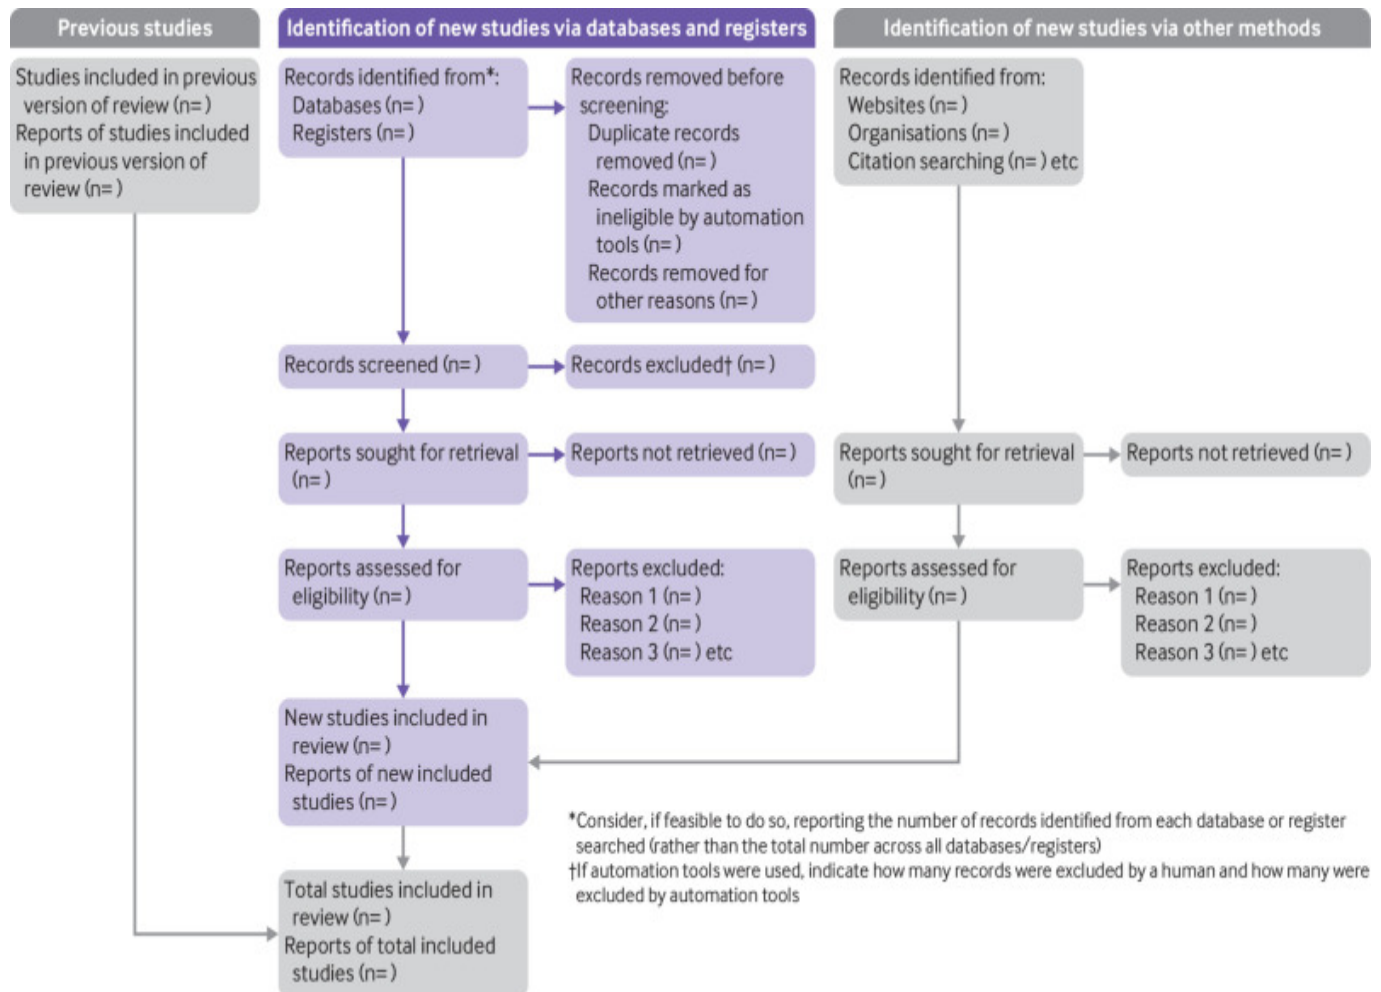 Previous studies
Identification of new studies via databases and registers
Identification of new studies via other methods
Studies included in previous
version of review (n= )
Reports of studies included
in previous version of
review (n= )
Records identified from*:
Databases (n= )
Registers (n= )
Records removed before
screening:
Duplicate records
removed (n= )
Records marked as
ineligible by automation
tools (n= )
Records removed for
other reasons (n= )
Records identified from:
Websites (n= )
Organisations (n= )
Citation searching (n= ) etc
Records screened (n= )
Records excluded† (n= )
Reports sought for retrieval
(n= )
Reports not retrieved (n= )
Reports sought for retrieval
(n= )
Reports not retrieved (n= )
Reports assessed for
eligibility (n= )
Reports excluded:
Reason 1 (n= )
Reason 2 (n= )
Reason 3 (n= ) etc
Reports assessed for
eligibility (n= )
Reports excluded:
Reason 1 (n= )
Reason 2 (n= )
Reason 3 (n= ) etc
New studies included in
review (n= )
Reports of new included
studies (n= )
*Consider, if feasible to do so, reporting the number of records identified from each database or register
searched (rather than the total number across all databases/registers)
†If automation tools were used, indicate how many records were excluded by a human and how many were
excluded by automation tools
Total studies included in
review (n= )
Reports of total included
studies (n= )